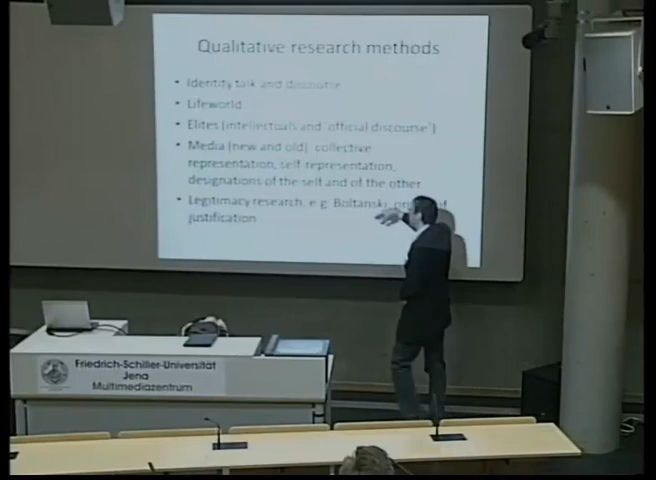 Qualitative research methods
• Identity talk and discourse
• Lifeworld
• Elites (intellectuals and 'official discourse')
• Media (new and old) collective
representation, self-representation,
designations of the self and of the other
• Legitimacy research, e.g. Boltanski, of
justification
Friedrich-Schiller-Universität
Jena
Multimediazentrum